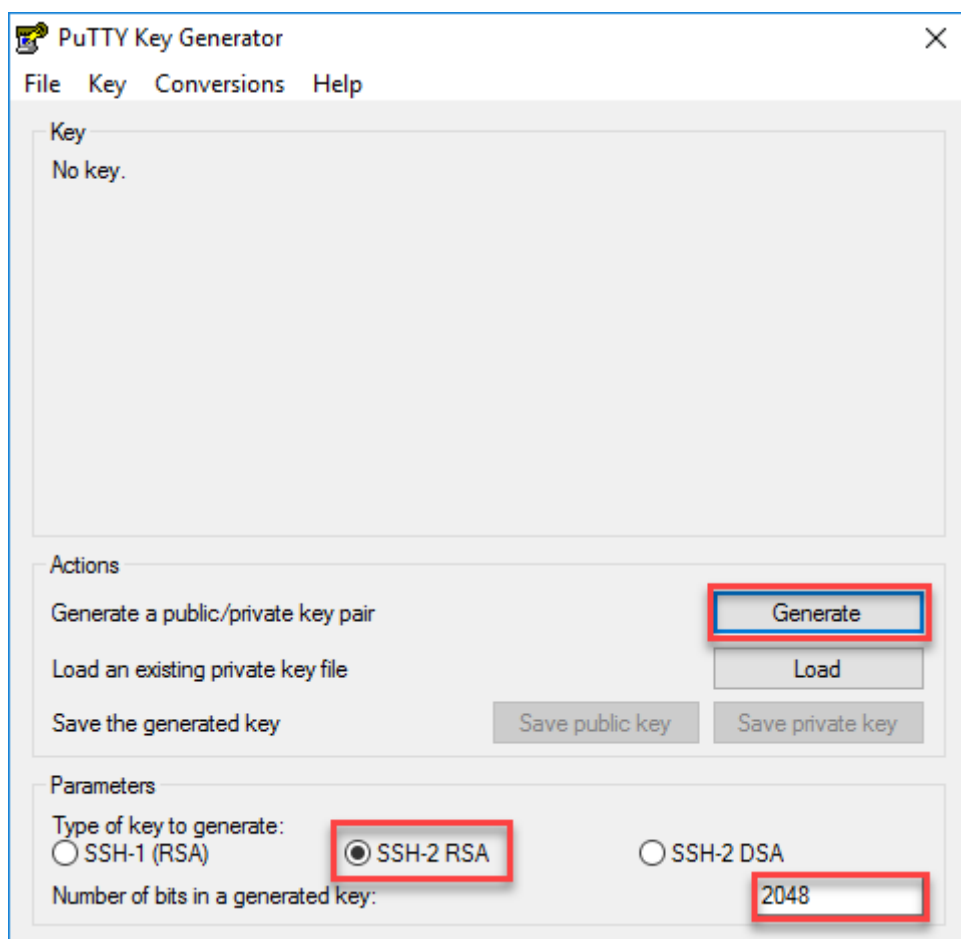 PuTTY Key Generator
File Key Conversions Help
Key
No key.
Actions
Generate a public/private key pair Generate
Load an existing private key file Load
Save the generated key Save public key Save private key
Parameters
Type of key to generate:
SSH-1 (RSA) SSH-2 RSA SSH-2 DSA
Number of bits in a generated key: 2048